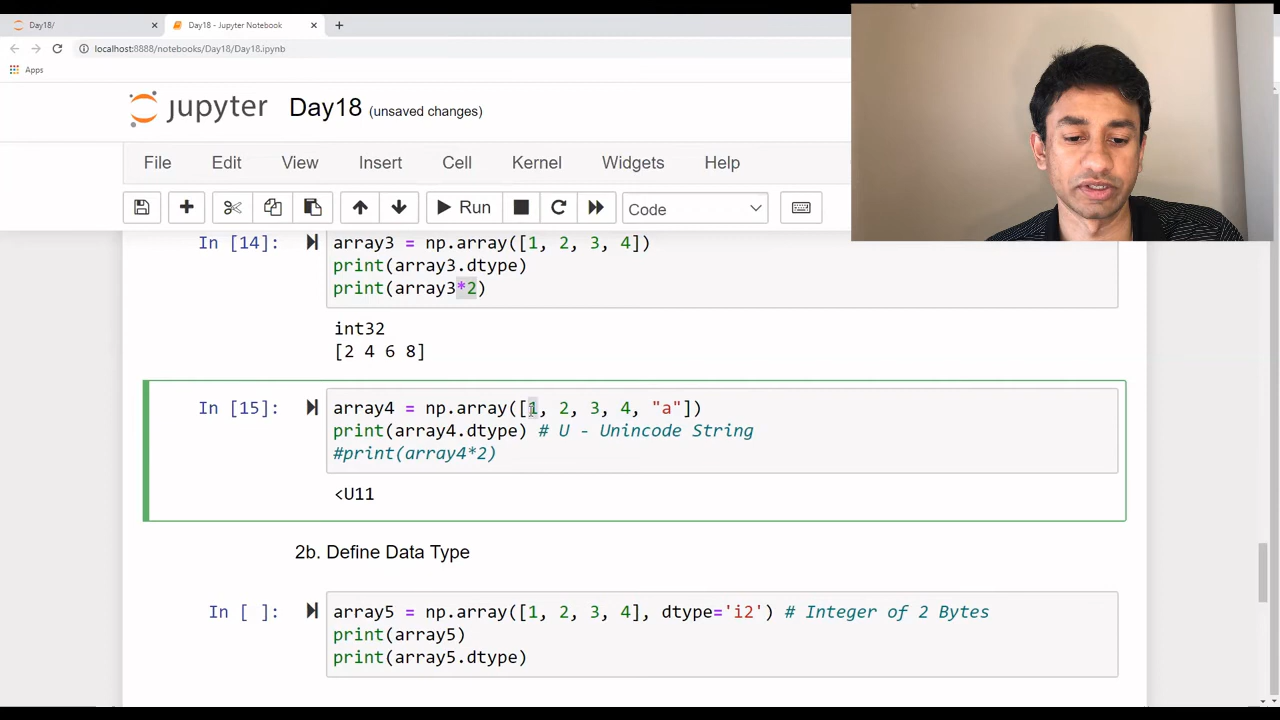 Day18/
Day18 - Jupyter Notebook
localhost:8888/notebooks/Day18/Day18.ipynb
Apps
jupyter Day18 (unsaved changes)
File Edit View Insert Cell Kernel Widgets Help
Run Code
In [14]: array3 = np.array([1, 2, 3, 4])
print(array3.dtype)
print(array3*2)
int32
[2 4 6 8]
In [15]: array4 = np.array([1, 2, 3, 4, "a"])
print(array4.dtype) # U - Unincode String
#print(array4*2)
<U11
2b. Define Data Type
In [ ]: array5 = np.array([1, 2, 3, 4], dtype='i2') # Integer of 2 Bytes
print(array5)
print(array5.dtype)